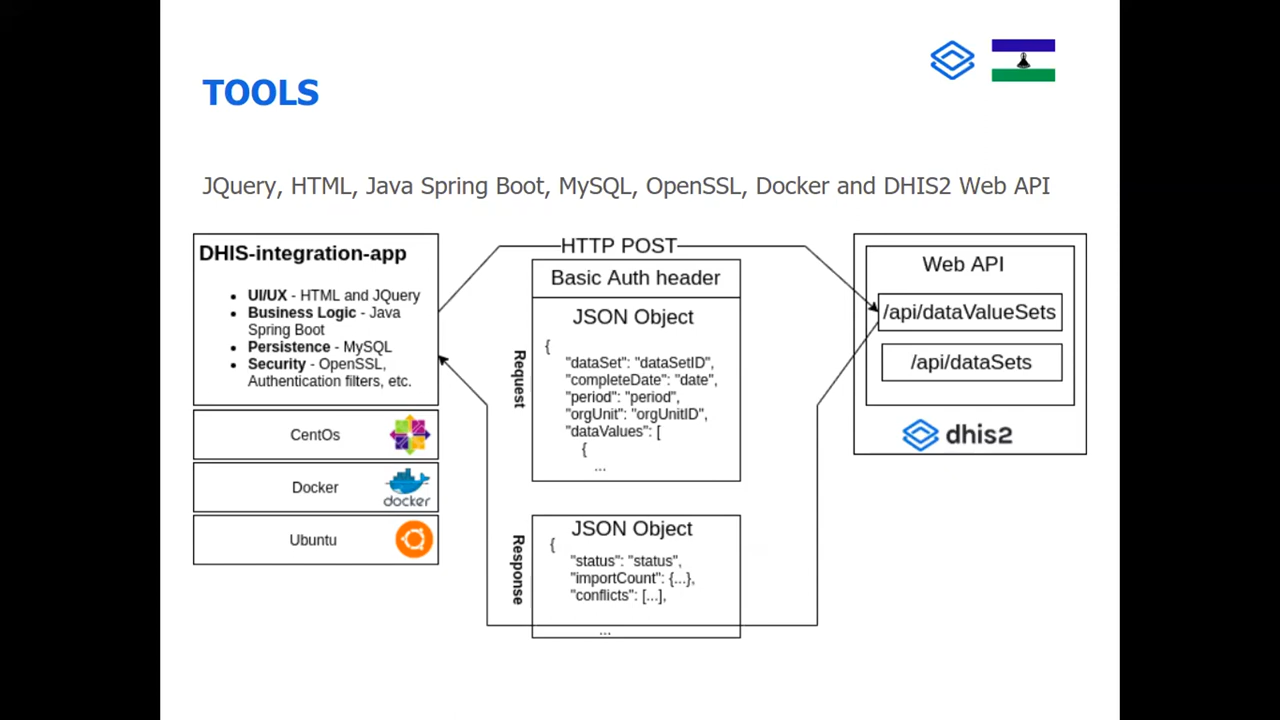 TOOLS
JQuery, HTML, Java Spring Boot, MySQL, OpenSSL, Docker and DHIS2 Web API
DHIS-integration-app
• UI/UX - HTML and JQuery
• Business Logic - Java
Spring Boot
• Persistence - MySQL
• Security - OpenSSL,
Authentication filters, etc.
CentOs
Docker
docker
Ubuntu
HTTP POST
Basic Auth header
Request
JSON Object
{
"dataSet": "dataSetID",
"completeDate": "date",
"period": "period",
"orgUnit": "orgUnitID",
"dataValues": [
{
...
Response
JSON Object
{
"status": "status",
"importCount": {...},
"conflicts": [...],
...
Web API
/api/dataValueSets
/api/dataSets
dhis2